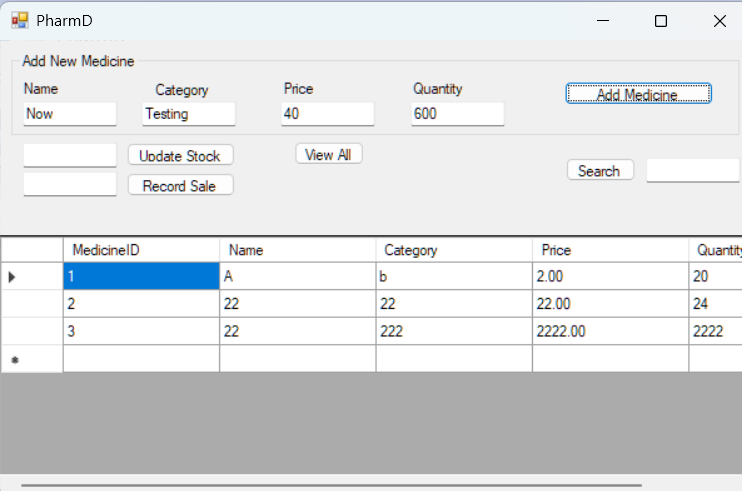 PharmD
Add New Medicine
Name Category Price Quantity
Now Testing 40 600 Add Medicine
Update Stock View All
Search
Record Sale
MedicineID Name Category Price Quantity
1 A b 2.00 20
2 22 22 22.00 24
3 22 222 2222.00 2222